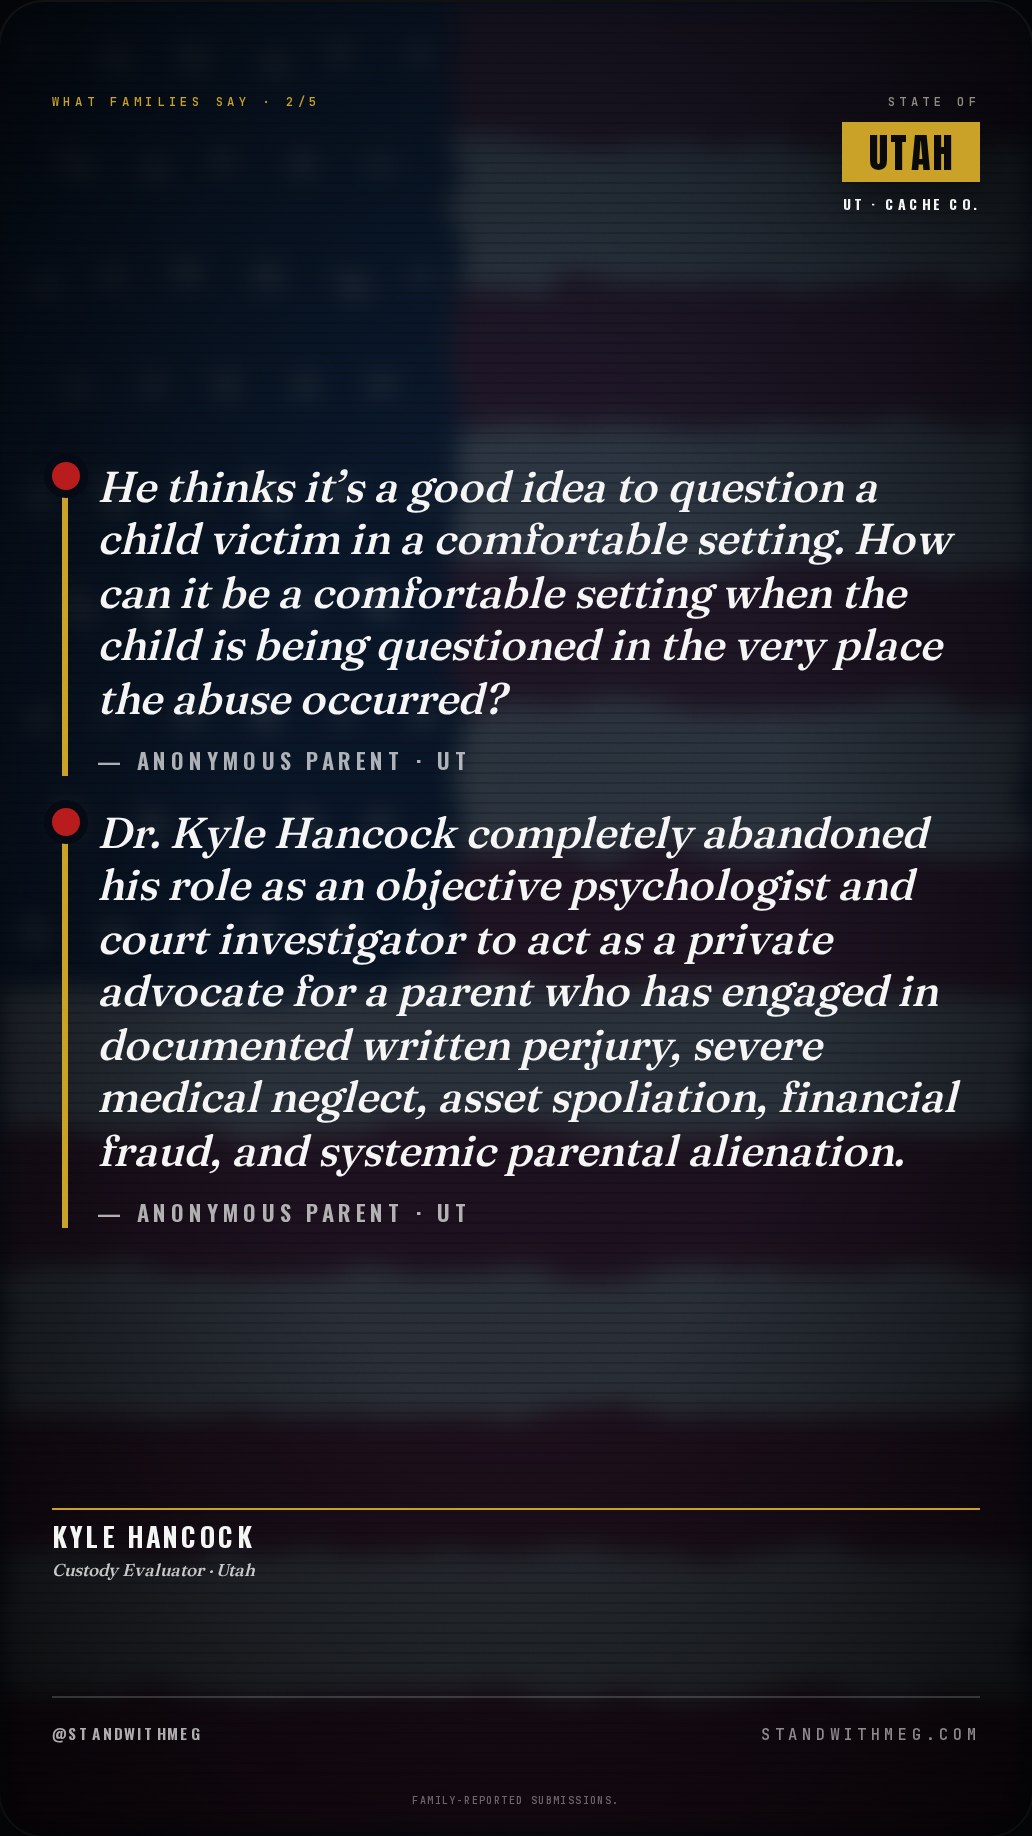 WHAT FAMILIES SAY · 2/5
STATE OF
UTAH
UT · CACHE CO.
He thinks it’s a good idea to question a
child victim in a comfortable setting. How
can it be a comfortable setting when the
child is being questioned in the very place
the abuse occurred?
— ANONYMOUS PARENT · UT
Dr. Kyle Hancock completely abandoned
his role as an objective psychologist and
court investigator to act as a private
advocate for a parent who has engaged in
documented written perjury, severe
medical neglect, asset spoliation, financial
fraud, and systemic parental alienation.
— ANONYMOUS PARENT · UT
KYLE HANCOCK
Custody Evaluator · Utah
@STANDWITHMEG
STANDWITHMEG.COM
FAMILY-REPORTED SUBMISSIONS.